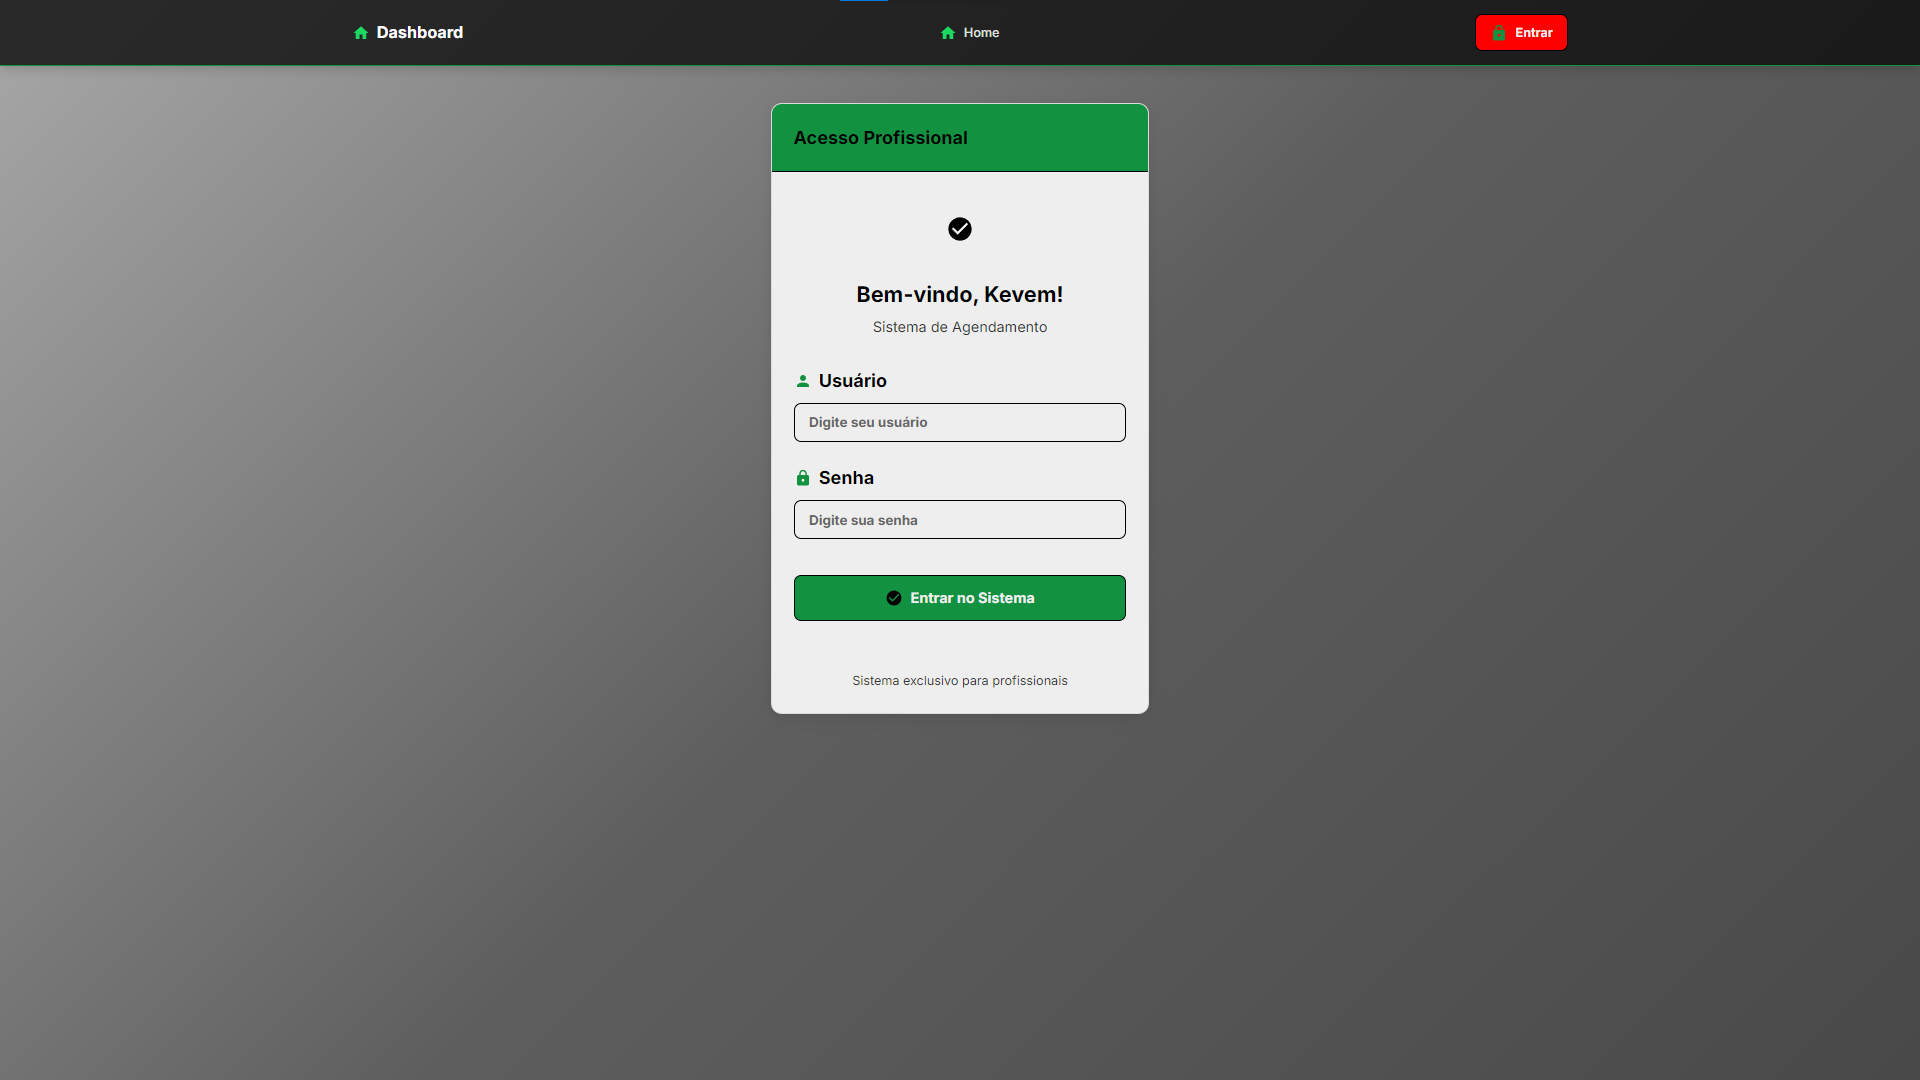 Dashboard
Home
Entrar
Acesso Profissional
Bem-vindo, Kevem!
Sistema de Agendamento
Usuário
Digite seu usuário
Senha
Digite sua senha
Entrar no Sistema
Sistema exclusivo para profissionais